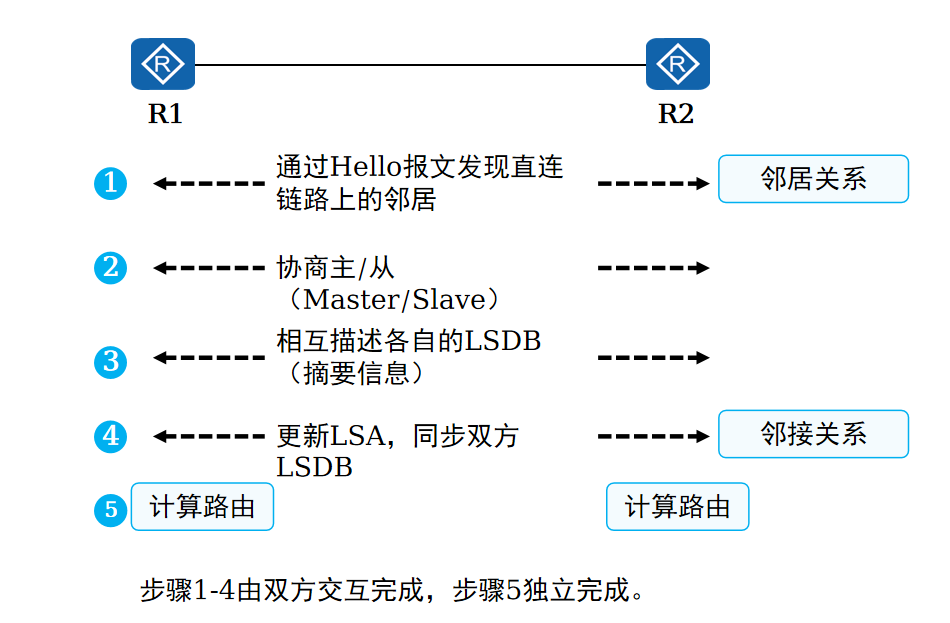 R
R
R1
R2
1
通过Hello报文发现直连
链路上的邻居
邻居关系
2
协商主/从
（Master/Slave）
3
相互描述各自的LSDB
（摘要信息）
4
更新LSA，同步双方
LSDB
邻接关系
5
计算路由
计算路由
步骤1-4由双方交互完成，步骤5独立完成。